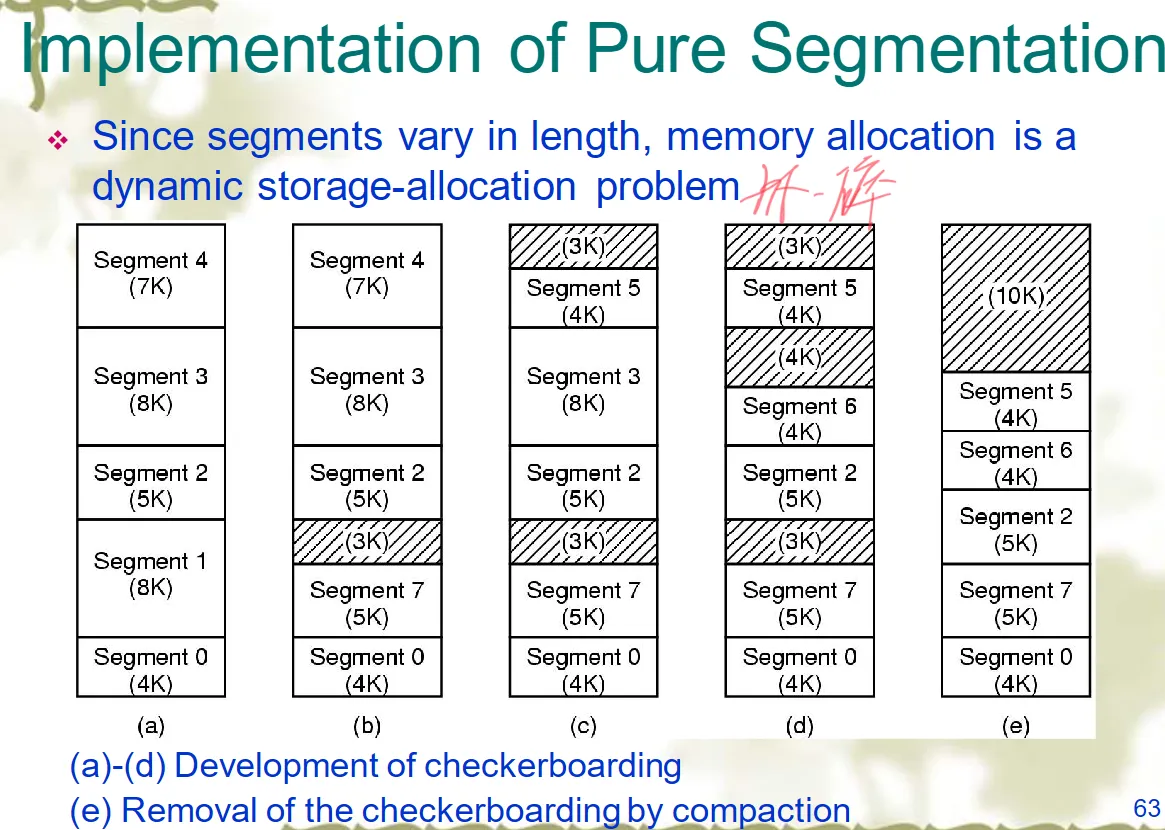 Implementation of Pure Segmentation
Since segments vary in length, memory allocation is a
dynamic storage-allocation problem
Segment 4
(7K)
Segment 3
(8K)
Segment 2
(5K)
Segment 1
(8K)
Segment 0
(4K)
(a)
Segment 4
(7K)
Segment 3
(8K)
Segment 2
(5K)
(3K)
Segment 7
(5K)
Segment 0
(4K)
(b)
(3K)
Segment 5
(4K)
Segment 3
(8K)
Segment 2
(5K)
(3K)
Segment 7
(5K)
Segment 0
(4K)
(c)
(3K)
Segment 5
(4K)
(4K)
Segment 6
(4K)
Segment 2
(5K)
(3K)
Segment 7
(5K)
Segment 0
(4K)
(d)
(10K)
Segment 5
(4K)
Segment 6
(4K)
Segment 2
(5K)
Segment 7
(5K)
Segment 0
(4K)
(e)
(a)-(d) Development of checkerboarding
(e) Removal of the checkerboarding by compaction
63